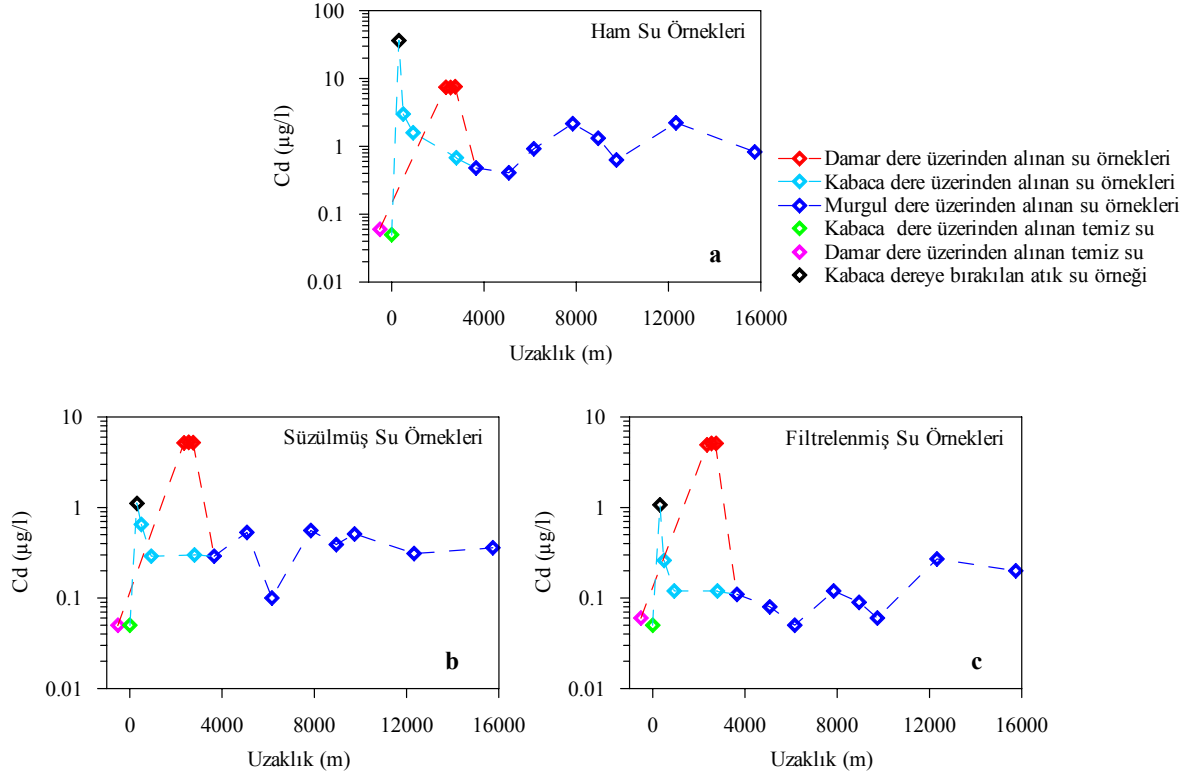 100
10
1
0.1
0.01
Cd (µg/l)
Ham Su Örnekleri
a
0 4000 8000 12000 16000
Uzaklık (m)
Damar dere üzerinden alınan su örnekleri
Kabaca dere üzerinden alınan su örnekleri
Murgul dere üzerinden alınan su örnekleri
Kabaca dere üzerinden alınan temiz su
Damar dere üzerinden alınan temiz su
Kabaca dereye bırakılan atık su örneği
10
1
0.1
0.01
Cd (µg/l)
Süzülmüş Su Örnekleri
b
0 4000 8000 12000 16000
Uzaklık (m)
10
1
0.1
0.01
Cd (µg/l)
Filtrelenmiş Su Örnekleri
c
0 4000 8000 12000 16000
Uzaklık (m)